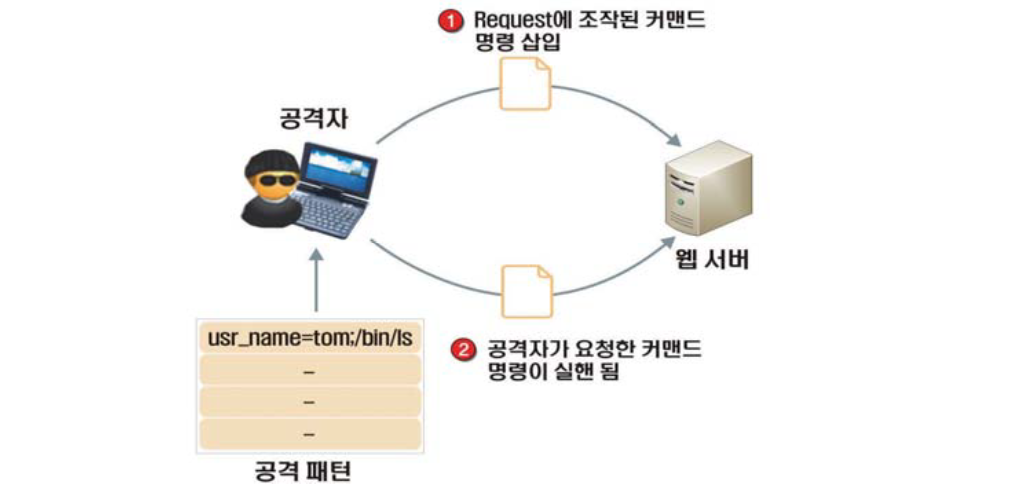 1 Request에 조작된 커맨드
명령 삽입
공격자
웹 서버
usr_name=tom;/bin/ls
–
–
–
공격 패턴
2 공격자가 요청한 커맨드
명령이 실핸 됨